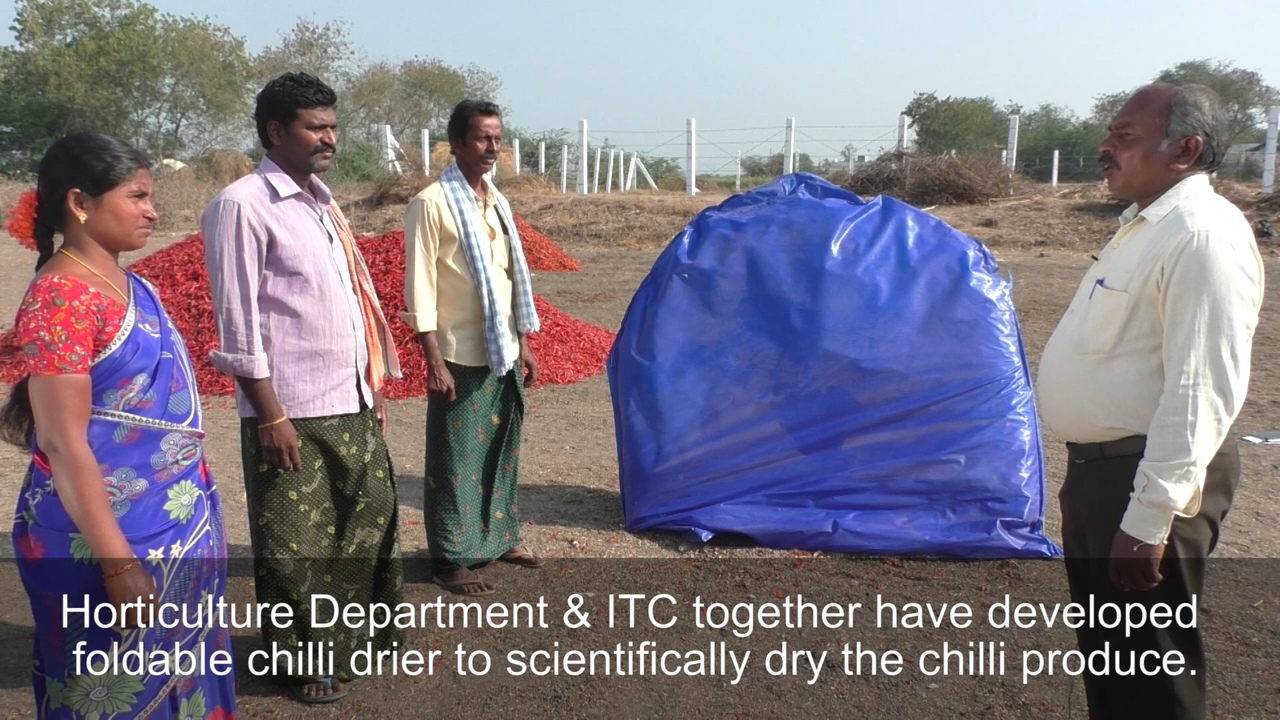 Horticulture Department & ITC together have developed
foldable chilli drier to scientifically dry the chilli produce.